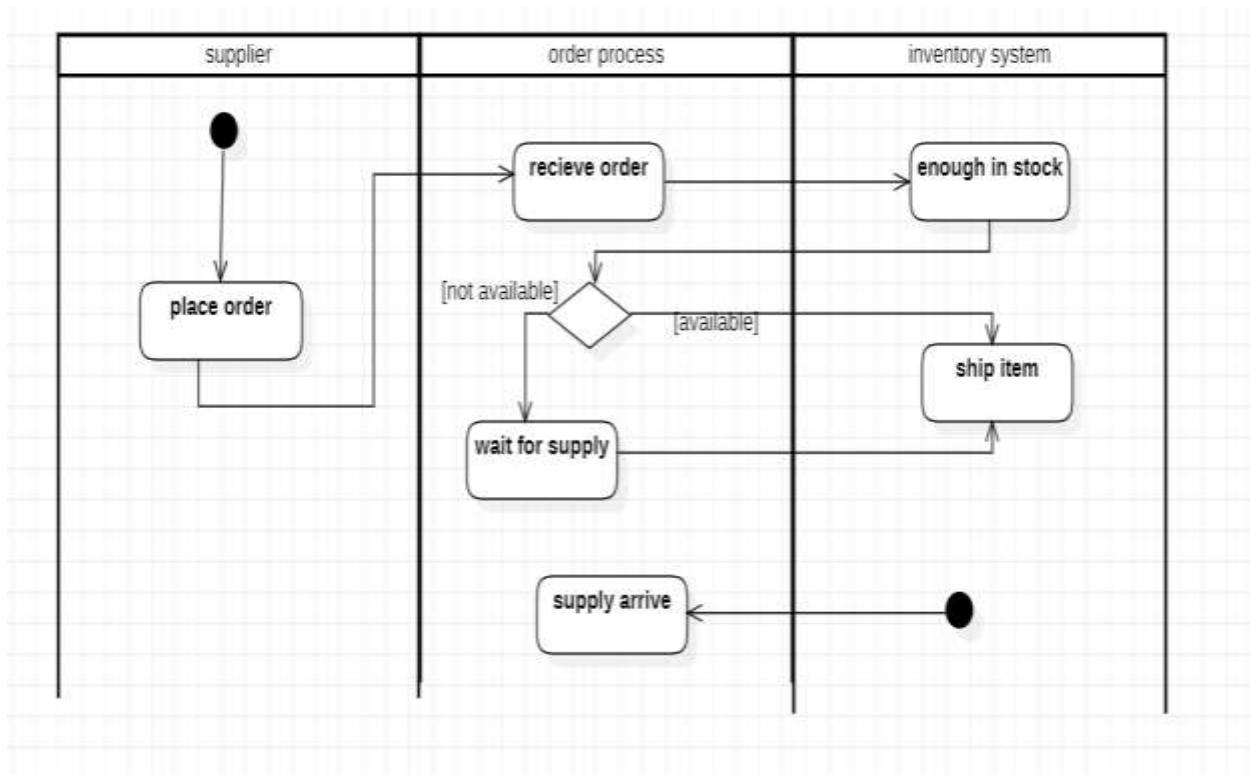 supplier
order process
inventory system
recieve order
enough in stock
place order
[not available]
[available]
ship item
wait for supply
supply arrive